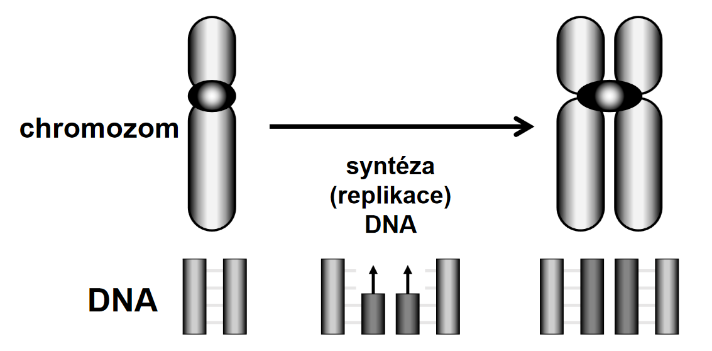 chromozom
syntéza
(replikace)
DNA
DNA